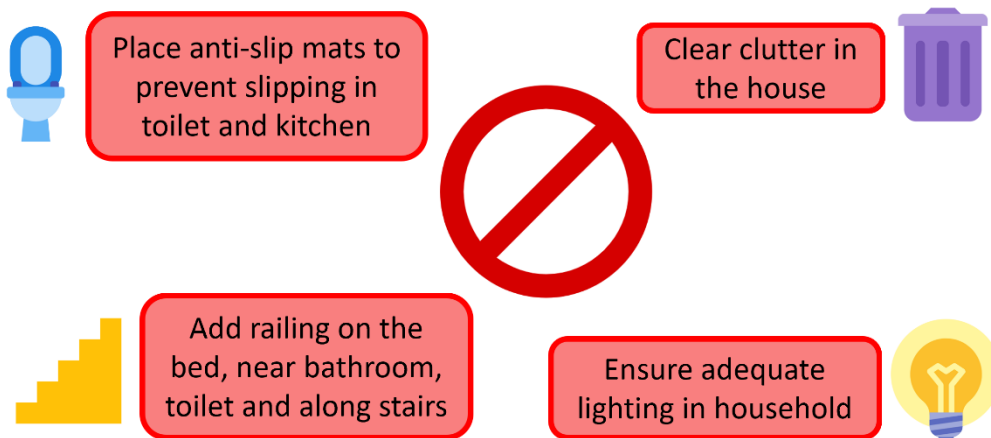 Place anti-slip mats to
prevent slipping in
toilet and kitchen
Clear clutter in
the house
Add railing on the
bed, near bathroom,
toilet and along stairs
Ensure adequate
lighting in household